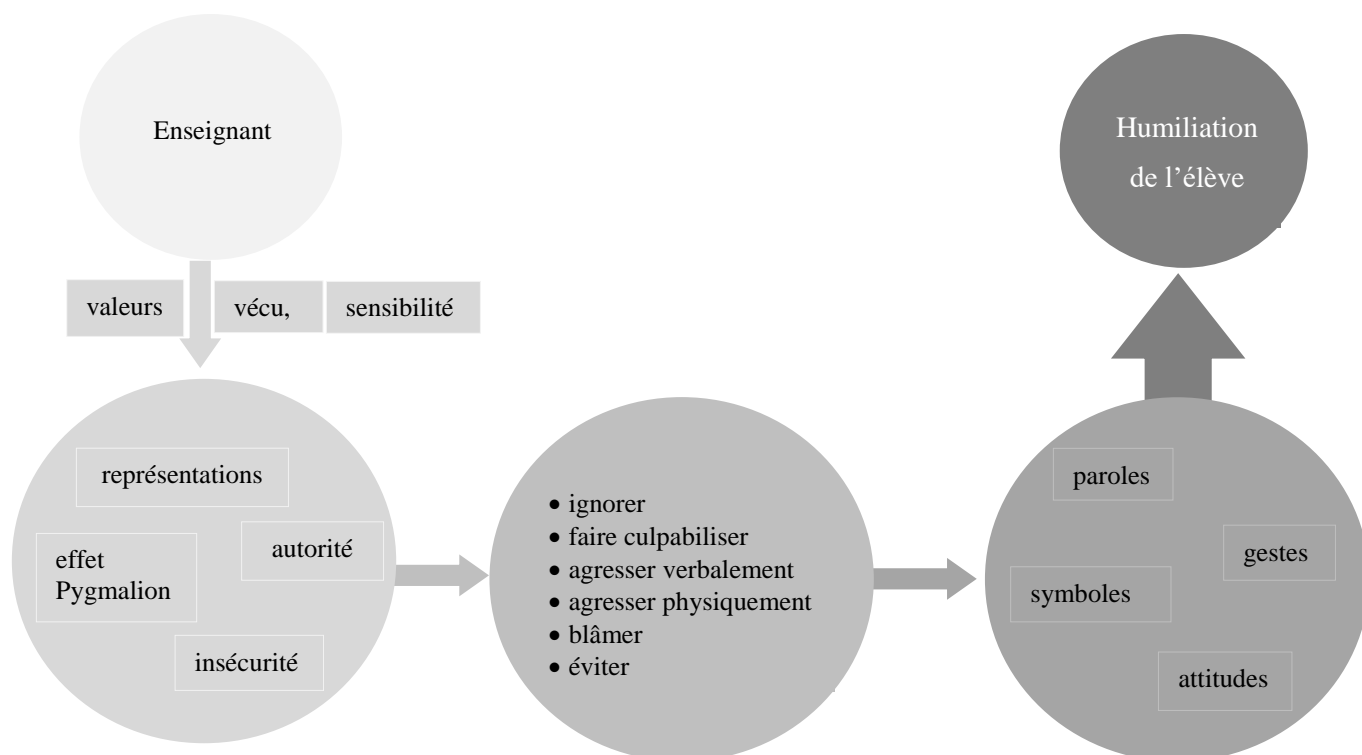 Enseignant
valeurs
vécu,
sensibilité
représentations
autorité
effet
Pygmalion
insécurité
• ignorer
• faire culpabiliser
• agresser verbalement
• agresser physiquement
• blâmer
• éviter
paroles
gestes
symboles
attitudes
Humiliation
de l’élève